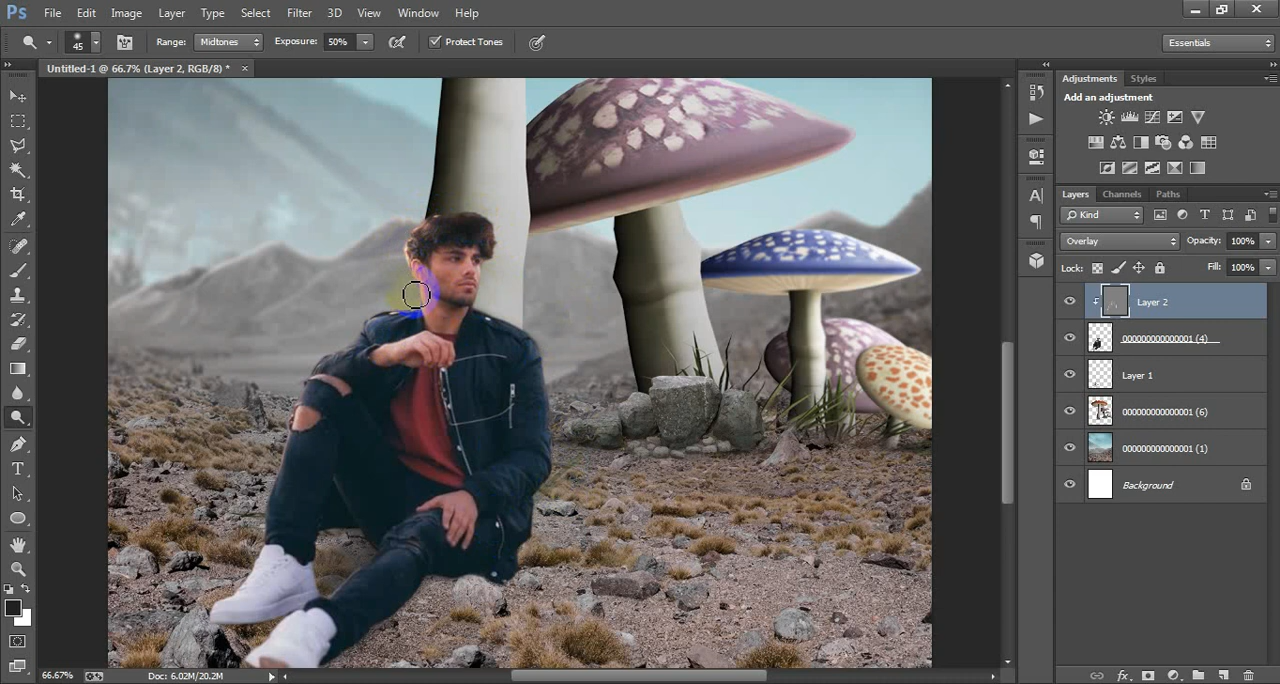 Ps File Edit Image Layer Type Select Filter 3D View Window Help
45 Range: Midtones Exposure: 50% Protect Tones Essentials
Untitled-1 @ 66.7% (Layer 2, RGB/8) * ×
Adjustments Styles
Add an adjustment
Layers Channels Paths
Kind
Overlay Opacity: 100%
Lock: Fill: 100%
Layer 2
00000000000001 (4)
Layer 1
00000000000001 (6)
00000000000001 (1)
Background
66.67% Doc: 6.02M/20.2M